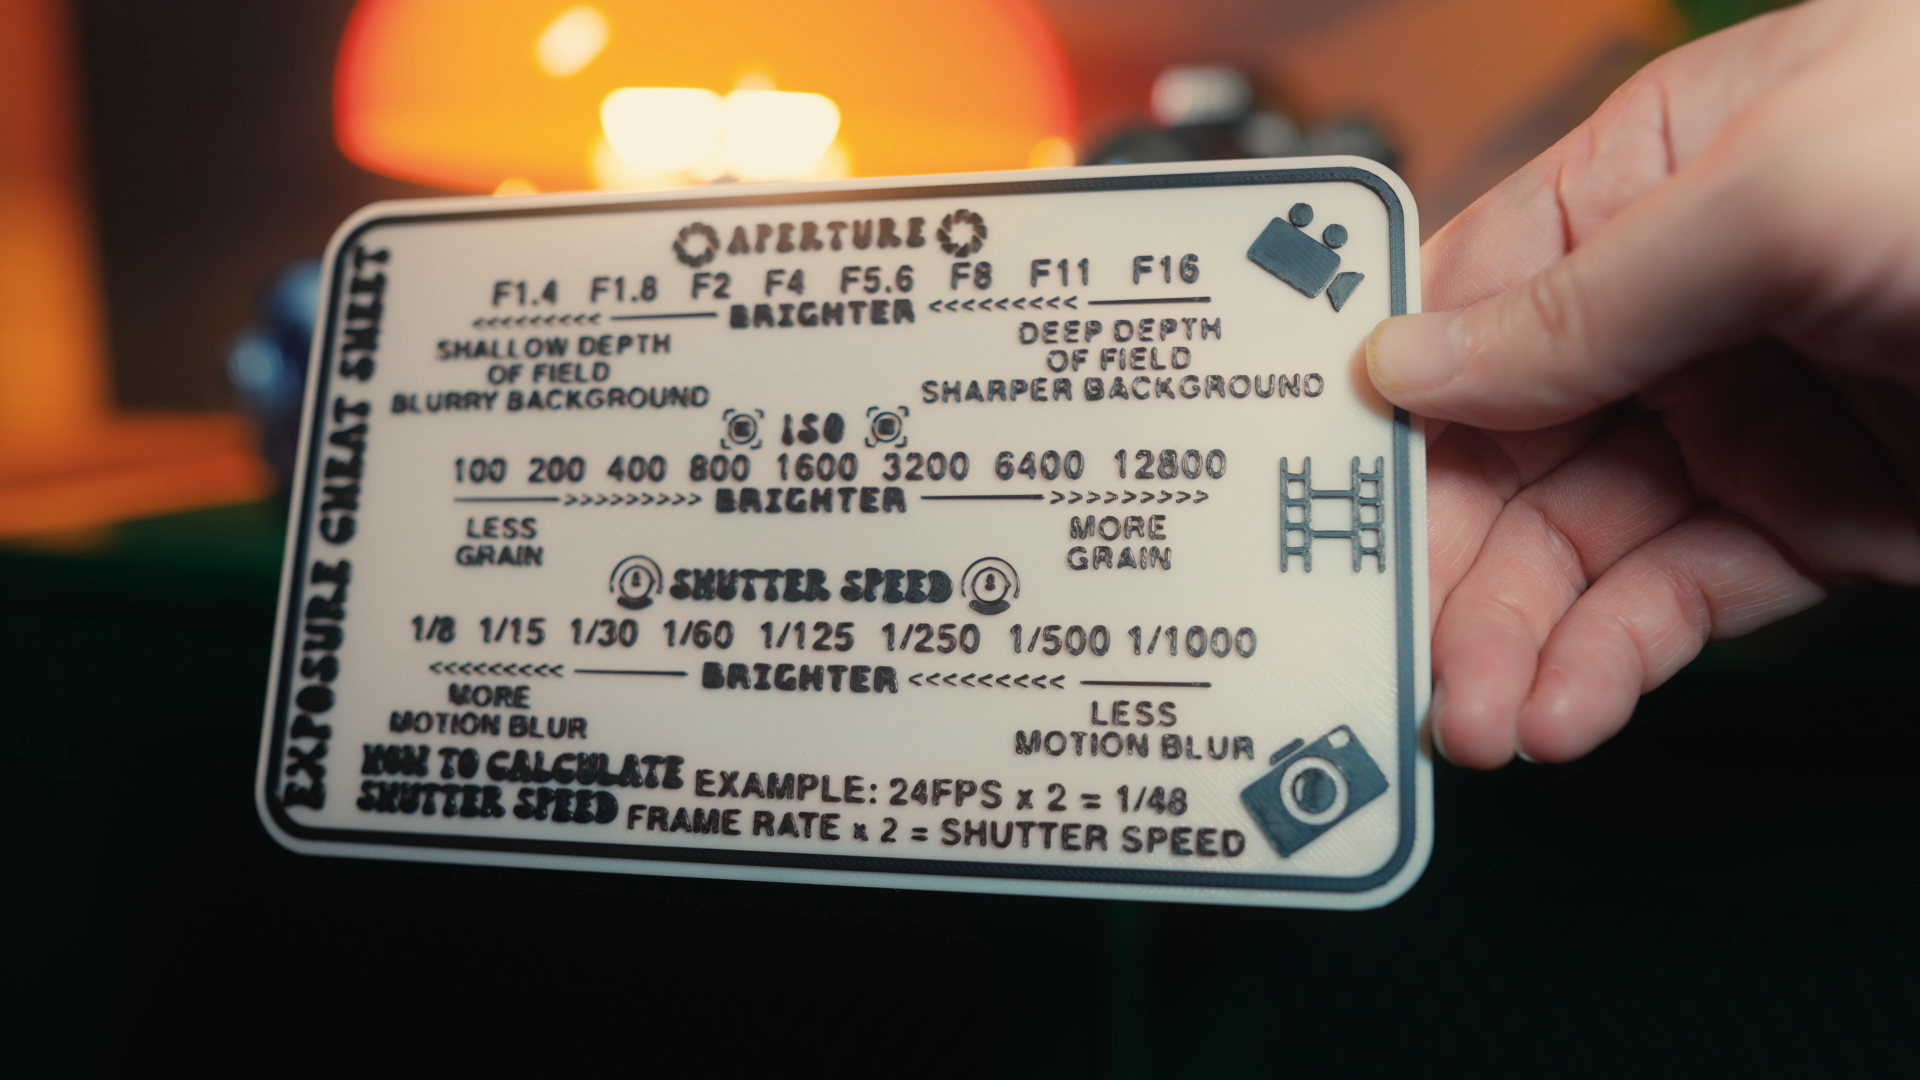 EXPOSURE CHEAT SHEET
APERTURE
F1.4 F1.8 F2 F4 F5.6 F8 F11 F16
<<<<<<<<< BRIGHTER <<<<<<<<<
SHALLOW DEPTH
OF FIELD
BLURRY BACKGROUND
DEEP DEPTH
OF FIELD
SHARPER BACKGROUND
ISO
100 200 400 800 1600 3200 6400 12800
>>>>>>>>> BRIGHTER >>>>>>>>>
LESS
GRAIN
MORE
GRAIN
SHUTTER SPEED
1/8 1/15 1/30 1/60 1/125 1/250 1/500 1/1000
<<<<<<<<< BRIGHTER <<<<<<<<<
MORE
MOTION BLUR
LESS
MOTION BLUR
HOW TO CALCULATE
SHUTTER SPEED
EXAMPLE: 24FPS x 2 = 1/48
FRAME RATE x 2 = SHUTTER SPEED